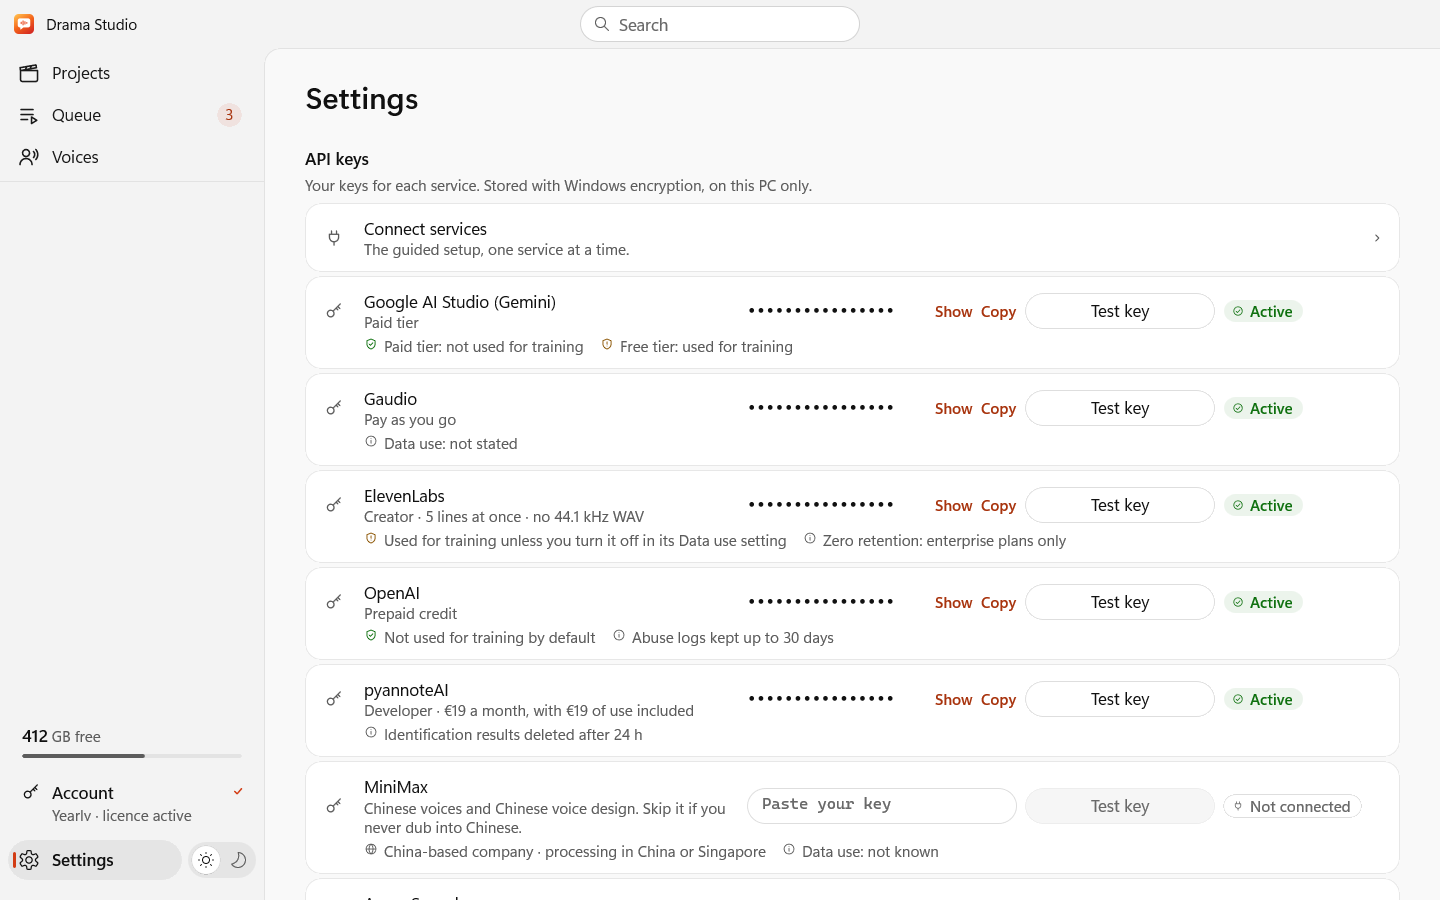 Drama Studio
Search
Projects
Queue
3
Voices
412 GB free
Account
Yearly · licence active
Settings
Settings
API keys
Your keys for each service. Stored with Windows encryption, on this PC only.
Connect services
The guided setup, one service at a time.
Google AI Studio (Gemini)
Paid tier
•••••••••••••••• Show Copy Test key Active
Paid tier: not used for training Free tier: used for training
Gaudio
Pay as you go
•••••••••••••••• Show Copy Test key Active
Data use: not stated
ElevenLabs
Creator · 5 lines at once · no 44.1 kHz WAV
•••••••••••••••• Show Copy Test key Active
Used for training unless you turn it off in its Data use setting Zero retention: enterprise plans only
OpenAI
Prepaid credit
•••••••••••••••• Show Copy Test key Active
Not used for training by default Abuse logs kept up to 30 days
pyannoteAI
Developer · €19 a month, with €19 of use included
•••••••••••••••• Show Copy Test key Active
Identification results deleted after 24 h
MiniMax
Chinese voices and Chinese voice design. Skip it if you
never dub into Chinese.
Paste your key Test key Not connected
China-based company · processing in China or Singapore Data use: not known